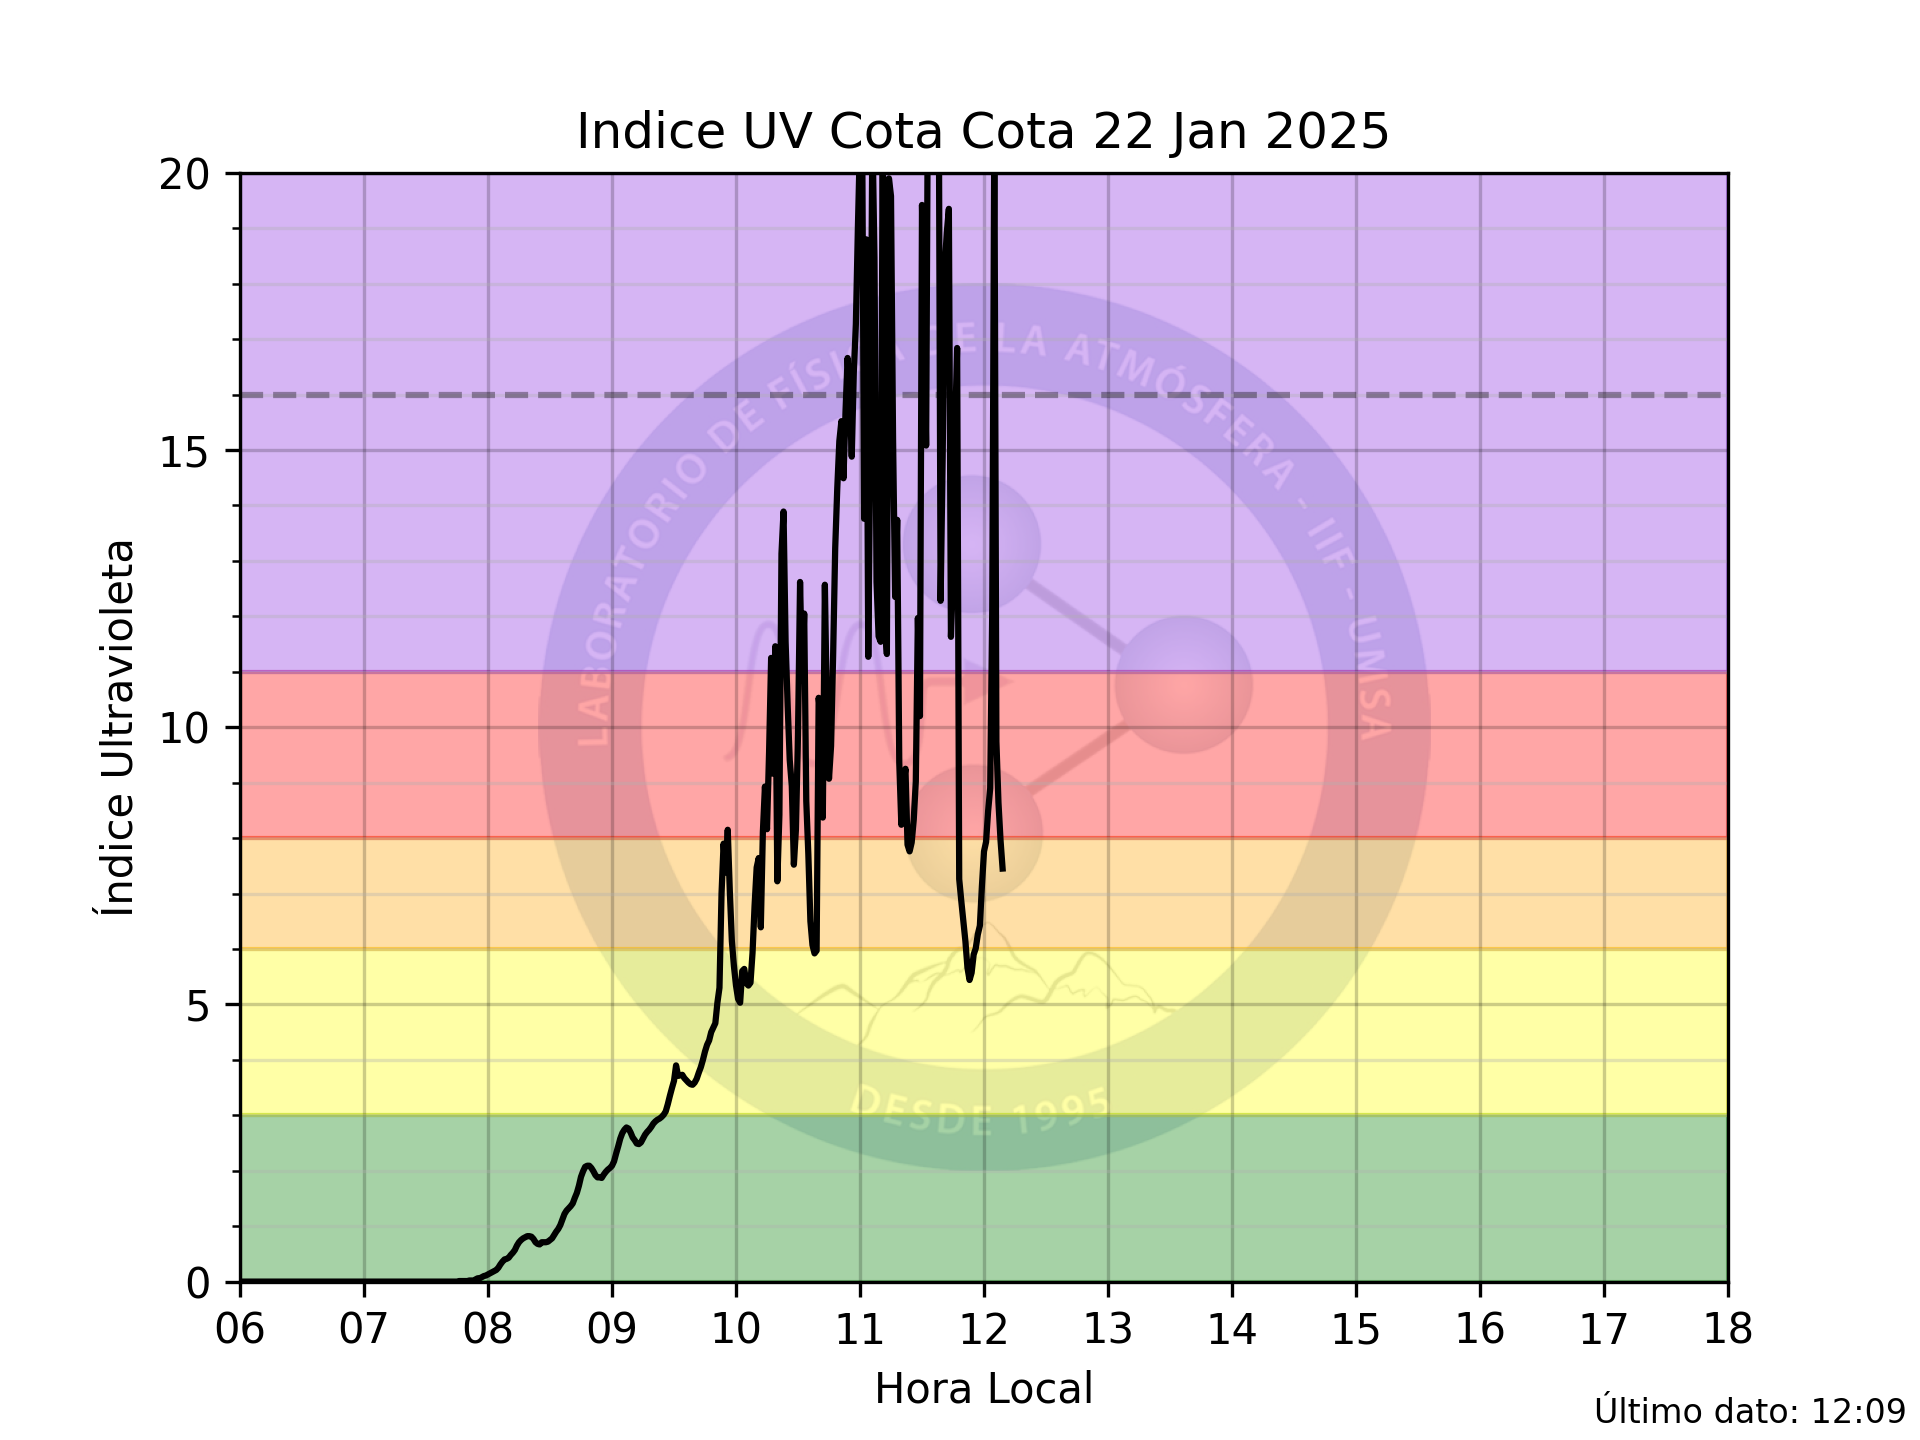 Indice UV Cota Cota 22 Jan 2025
20
15
10
5
0
Índice Ultravioleta
LABORATORIO DE FÍSICA DE LA ATMÓSFERA - IIF - UMSA
DESDE 1995
06 07 08 09 10 11 12 13 14 15 16 17 18
Hora Local
Último dato: 12:09